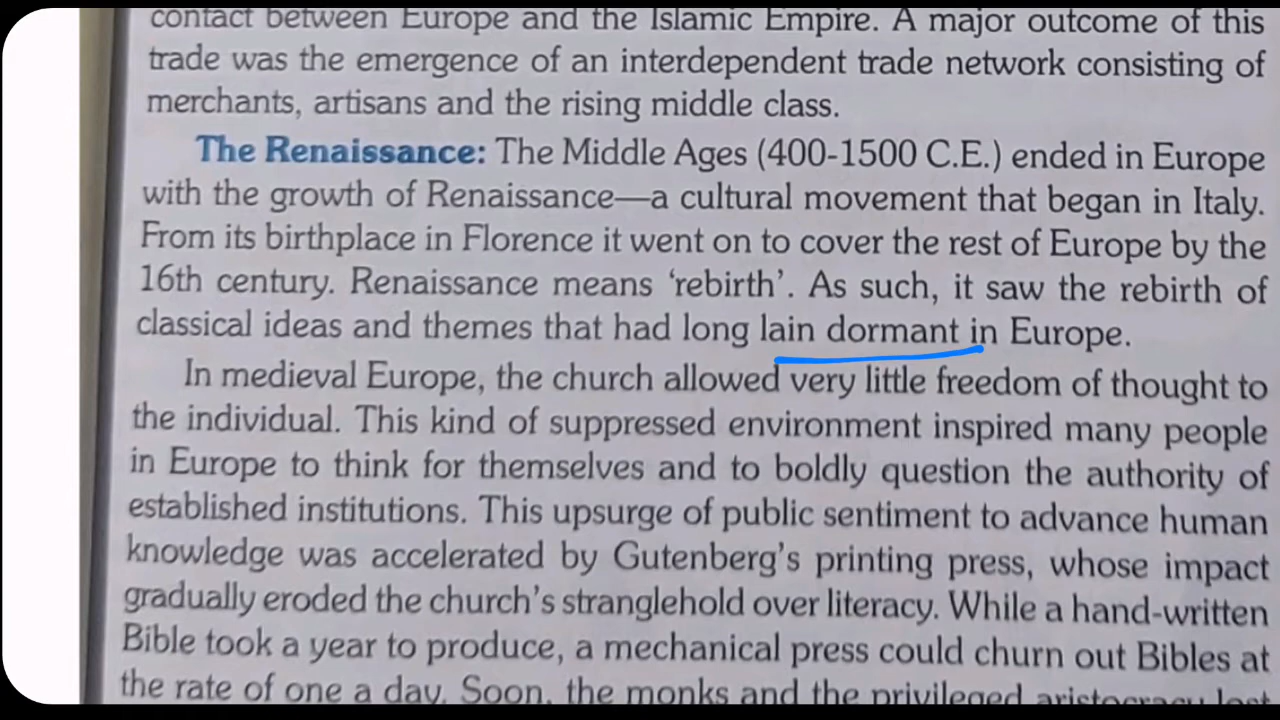 contact between Europe and the Islamic Empire. A major outcome of this
trade was the emergence of an interdependent trade network consisting of
merchants, artisans and the rising middle class.
The Renaissance: The Middle Ages (400-1500 C.E.) ended in Europe
with the growth of Renaissance—a cultural movement that began in Italy.
From its birthplace in Florence it went on to cover the rest of Europe by the
16th century. Renaissance means ‘rebirth’. As such, it saw the rebirth of
classical ideas and themes that had long lain dormant in Europe.
In medieval Europe, the church allowed very little freedom of thought to
the individual. This kind of suppressed environment inspired many people
in Europe to think for themselves and to boldly question the authority of
established institutions. This upsurge of public sentiment to advance human
knowledge was accelerated by Gutenberg’s printing press, whose impact
gradually eroded the church’s stranglehold over literacy. While a hand-written
Bible took a year to produce, a mechanical press could churn out Bibles at
the rate of one a day. Soon, the monks and the privileged aristocracy lost